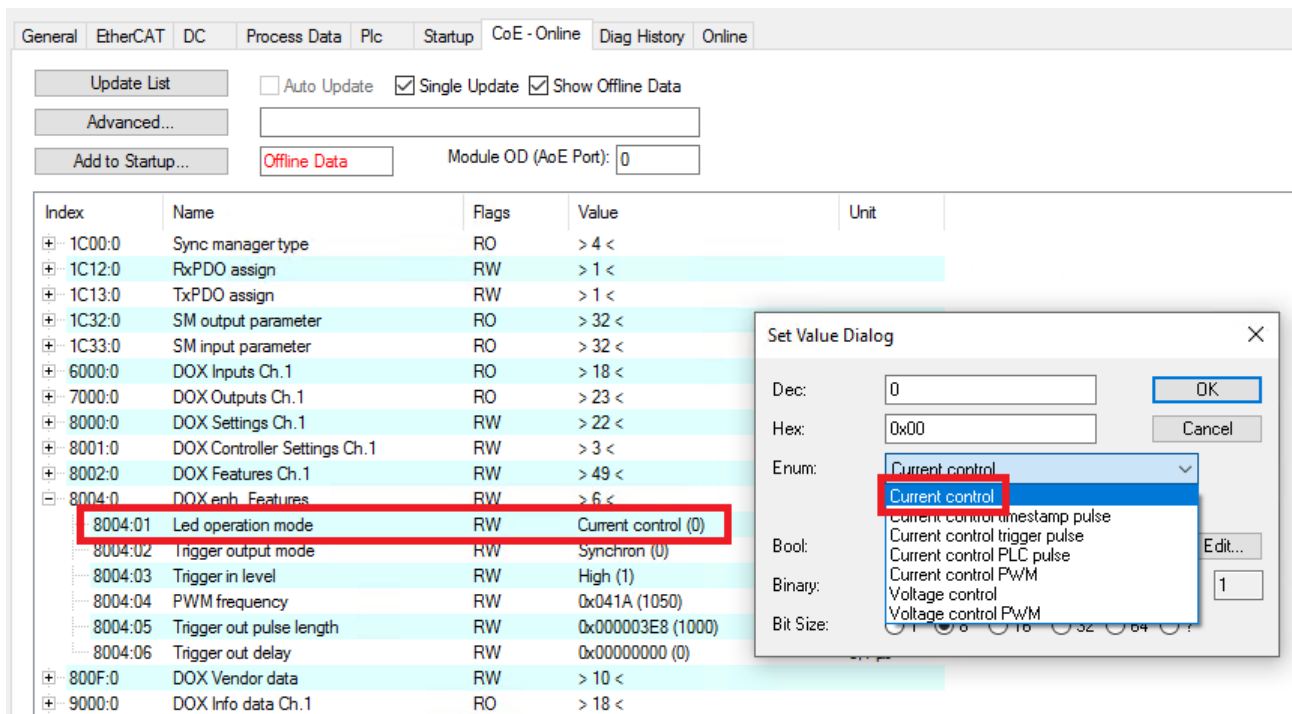 General EtherCAT DC Process Data Plc Startup CoE - Online Diag History Online
Update List Auto Update Single Update Show Offline Data
Advanced...
Add to Startup... Offline Data Module OD (AoE Port): 0
Index Name Flags Value Unit
1C00:0 Sync manager type RO > 4 <
1C12:0 RxPDO assign RW > 1 <
1C13:0 TxPDO assign RW > 1 <
1C32:0 SM output parameter RO > 32 <
1C33:0 SM input parameter RO > 32 <
6000:0 DOX Inputs Ch.1 RO > 18 <
7000:0 DOX Outputs Ch.1 RO > 23 <
8000:0 DOX Settings Ch.1 RW > 22 <
8001:0 DOX Controller Settings Ch.1 RW > 3 <
8002:0 DOX Features Ch.1 RW > 49 <
8004:0 DOX enh. Features RW > 6 <
8004:01 Led operation mode RW Current control (0)
8004:02 Trigger output mode RW Synchron (0)
8004:03 Trigger in level RW High (1)
8004:04 PWM frequency RW 0x041A (1050)
8004:05 Trigger out pulse length RW 0x000003E8 (1000)
8004:06 Trigger out delay RW 0x00000000 (0)
800F:0 DOX Vendor data RW > 10 <
9000:0 DOX Info data Ch.1 RO > 18 <
Set Value Dialog
Dec: 0 OK
Hex: 0x00 Cancel
Enum: Current control
Current control
Current control timestamp pulse
Current control trigger pulse
Current control PLC pulse
Current control PWM
Voltage control
Voltage control PWM
Bool: Edit...
Binary: 1
Bit Size: 1 8 16 32 64 ?